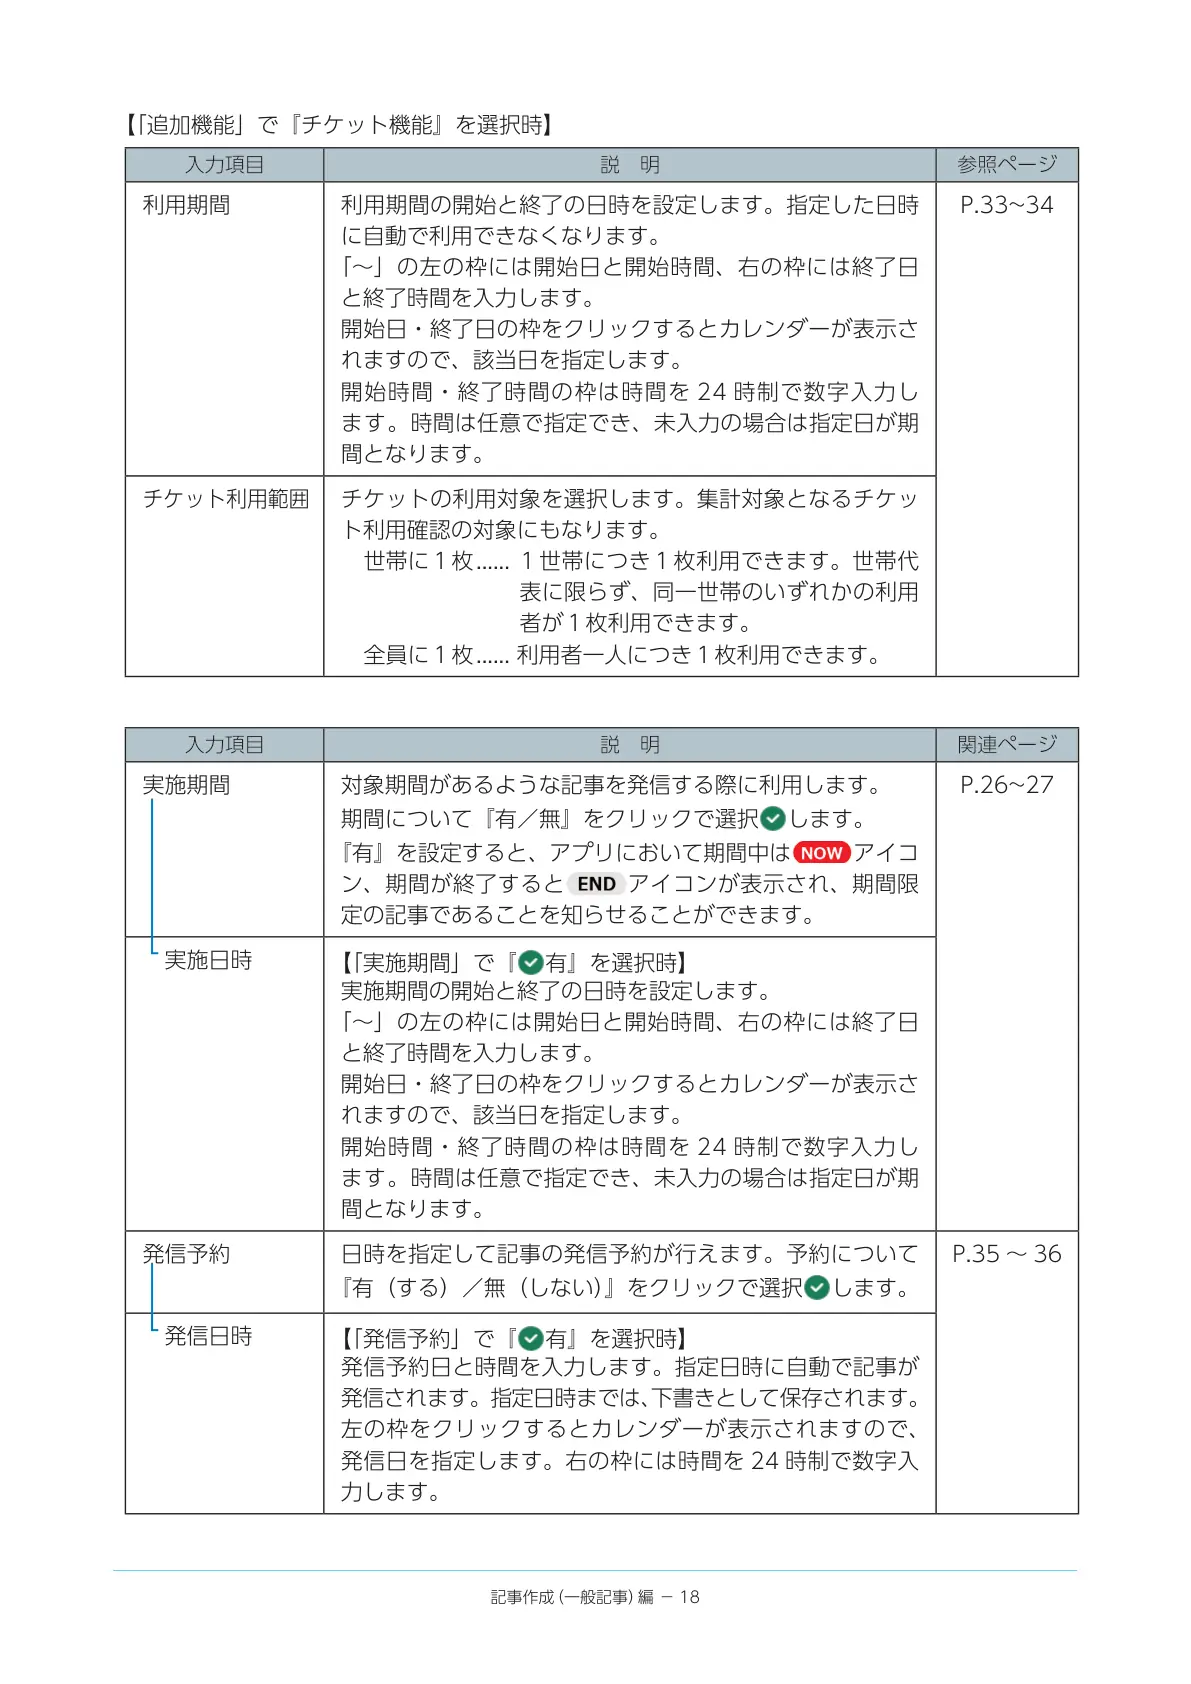 【「追加機能」で『チケット機能』を選択時】
入力項目 説　明 参照ページ
利用期間 利用期間の開始と終了の日時を設定します。指定した日時 P.33~34
に自動で利用できなくなります。
「～」の左の枠には開始日と開始時間、右の枠には終了日
と終了時間を入力します。
開始日・終了日の枠をクリックするとカレンダーが表示さ
れますので、該当日を指定します。
開始時間・終了時間の枠は時間を 24 時制で数字入力し
ます。時間は任意で指定でき、未入力の場合は指定日が期
間となります。
チケット利用範囲 チケットの利用対象を選択します。集計対象となるチケッ
ト利用確認の対象にもなります。
世帯に 1 枚...... 1 世帯につき 1 枚利用できます。世帯代
表に限らず、同一世帯のいずれかの利用
者が 1 枚利用できます。
全員に 1 枚...... 利用者一人につき 1 枚利用できます。
入力項目 説　明 関連ページ
実施期間 対象期間があるような記事を発信する際に利用します。 P.26~27
期間について『有／無』をクリックで選択します。
『有』を設定すると、アプリにおいて期間中は NOW アイコ
ン、期間が終了すると END アイコンが表示され、期間限
定の記事であることを知らせることができます。
実施日時 【「実施期間」で『有』を選択時】
実施期間の開始と終了の日時を設定します。
「～」の左の枠には開始日と開始時間、右の枠には終了日
と終了時間を入力します。
開始日・終了日の枠をクリックするとカレンダーが表示さ
れますので、該当日を指定します。
開始時間・終了時間の枠は時間を 24 時制で数字入力し
ます。時間は任意で指定でき、未入力の場合は指定日が期
間となります。
発信予約 日時を指定して記事の発信予約が行えます。予約について P.35 ～ 36
『有（する）／無（しない）』をクリックで選択します。
発信日時 【「発信予約」で『有』を選択時】
発信予約日と時間を入力します。指定日時に自動で記事が
発信されます。指定日時までは、下書きとして保存されます。
左の枠をクリックするとカレンダーが表示されますので、
発信日を指定します。右の枠には時間を 24 時制で数字入
力します。
記事作成 (一般記事) 編 － 18